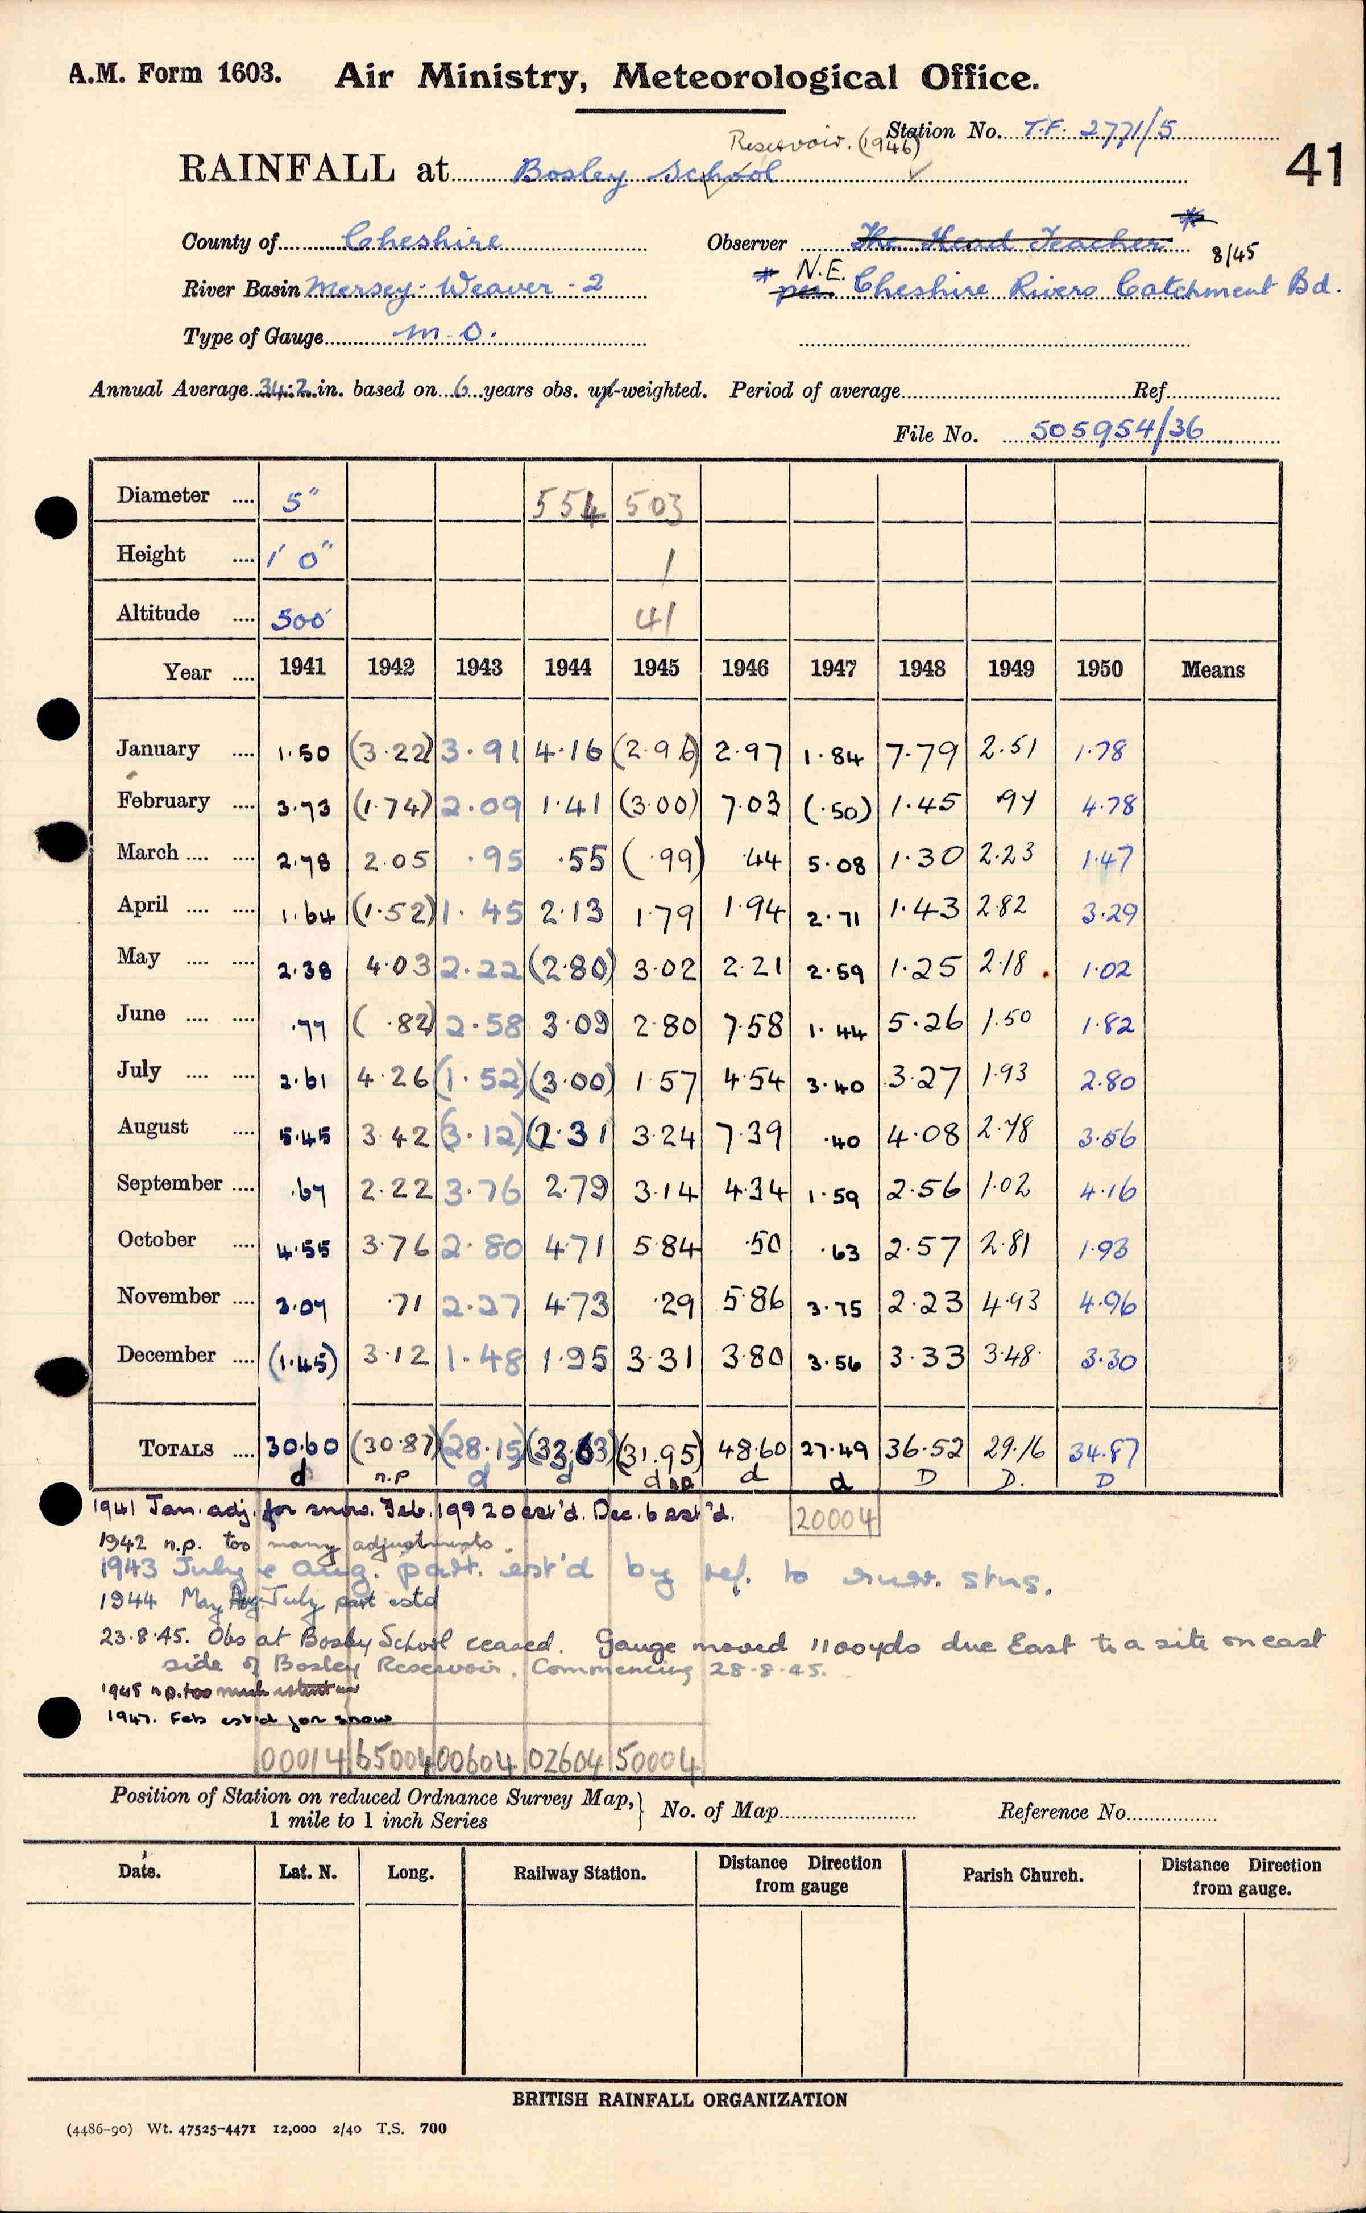 A.M. Form 1603. Air Ministry, Meteorological Office.
Station No. T.F. 2771/5
Reservoir. (1946)
RAINFALL at Bosley School
41
County of Cheshire Observer The Head Teacher *
8/45
River Basin Mersey-Weaver-2 * per N.E. Cheshire Rivers Catchment Bd.
Type of Gauge M.O.
Annual Average 34.2 in. based on 6 years obs. un-weighted. Period of average Ref.
File No. 505954/36
Diameter .... 5" 554 503
Height .... 1' 0" 1
Altitude .... 500' 41
Year .... 1941 1942 1943 1944 1945 1946 1947 1948 1949 1950 Means
January .... 1.50 (3.22) 3.91 4.16 (2.96) 2.97 1.84 7.79 2.51 1.78
February .... 3.73 (1.74) 2.09 1.41 (3.00) 7.03 (.50) 1.45 .97 4.78
March .... .... 2.78 2.05 .95 .55 (.99) .44 5.08 1.30 2.23 1.47
April .... .... 1.64 (1.52) 1.45 2.13 1.79 1.94 2.71 1.43 2.82 3.29
May .... .... 2.38 4.03 2.22 (2.80) 3.02 2.21 2.59 1.25 2.18 1.02
June .... .... .77 (.82) 2.58 3.09 2.80 7.58 1.44 5.26 1.50 1.82
July .... .... 2.61 4.26 (1.52) (3.00) 1.57 4.54 3.40 3.27 1.93 2.80
August .... 5.45 3.42 (3.12) (2.31 3.24 7.39 .40 4.08 2.78 3.56
September .... .67 2.22 3.76 2.79 3.14 4.34 1.59 2.56 1.02 4.16
October .... 4.55 3.76 2.80 4.71 5.84 .50 .63 2.57 2.81 1.93
November .... 3.07 .71 2.27 4.73 .29 5.86 3.75 2.23 4.93 4.96
December .... (1.45) 3.12 1.48 1.95 3.31 3.80 3.56 3.33 3.48 3.30
TOTALS .... 30.60 (30.87) (28.15) (33.63) (31.95) 48.60 27.49 36.52 29.16 34.87
d n.p d d d d d D D. D
1941 Jan. adj. for snow. Feb. 19 & 20 est'd. Dec. 6 est'd. 20004
1942 n.p. too many adjustments.
1943 July & Aug. part. est'd by ref. to surr. stns.
1944 May Aug July part estd
23.8.45. Obs at Bosley School ceased. Gauge moved 1100yds due East to a site on east
side of Bosley Reservoir, Commencing 28.8.45.
1945 n.p. too much
1947. Feb est'd for snow
00014 65004 00604 02604 50004
Position of Station on reduced Ordnance Survey Map, 1 mile to 1 inch Series } No. of Map Reference No.
Date. Lat. N. Long. Railway Station. Distance Direction from gauge Parish Church. Distance Direction from gauge.
BRITISH RAINFALL ORGANIZATION
(4486-90) Wt. 47525-4471 12,000 2/40 T.S. 700